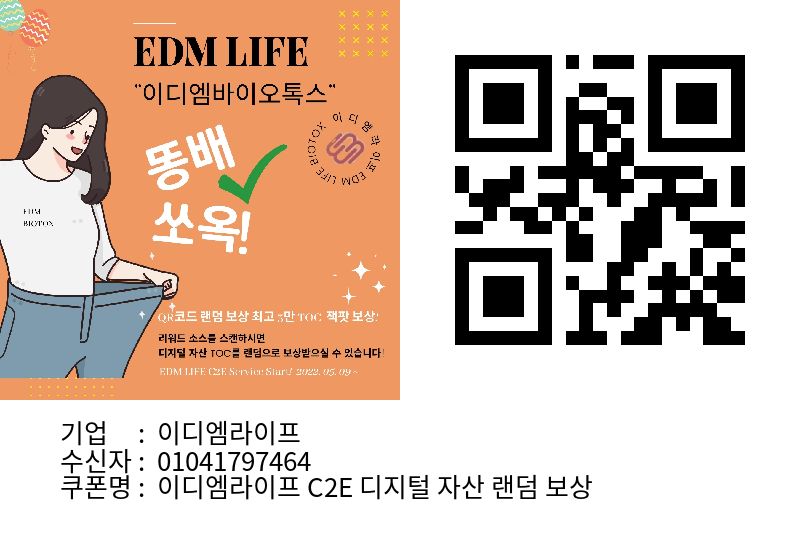 EDM LIFE
"이디엠바이오톡스"
이디엠라이프 EDM LIFE BIOTOX
똥배
쏘옥!
EDM
BIOTOX
QR코드 랜덤 보상 최고 5만 TOC 잭팟 보상!
리워드 소스를 스캔하시면
디지털 자산 TOC를 랜덤으로 보상받으실 수 있습니다!
EDM LIFE C2E Service Start! 2022. 05. 09 ~
기업 : 이디엠라이프
수신자 : 01041797464
쿠폰명 : 이디엠라이프 C2E 디지털 자산 랜덤 보상